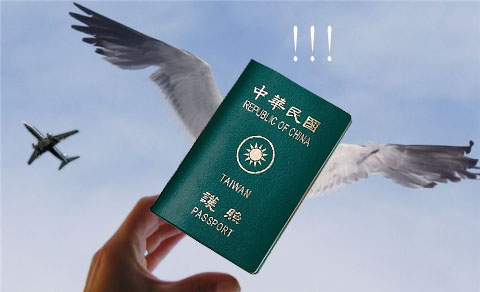 !!!
中華民國
REPUBLIC OF CHINA
TAIWAN
護照
PASSPORT